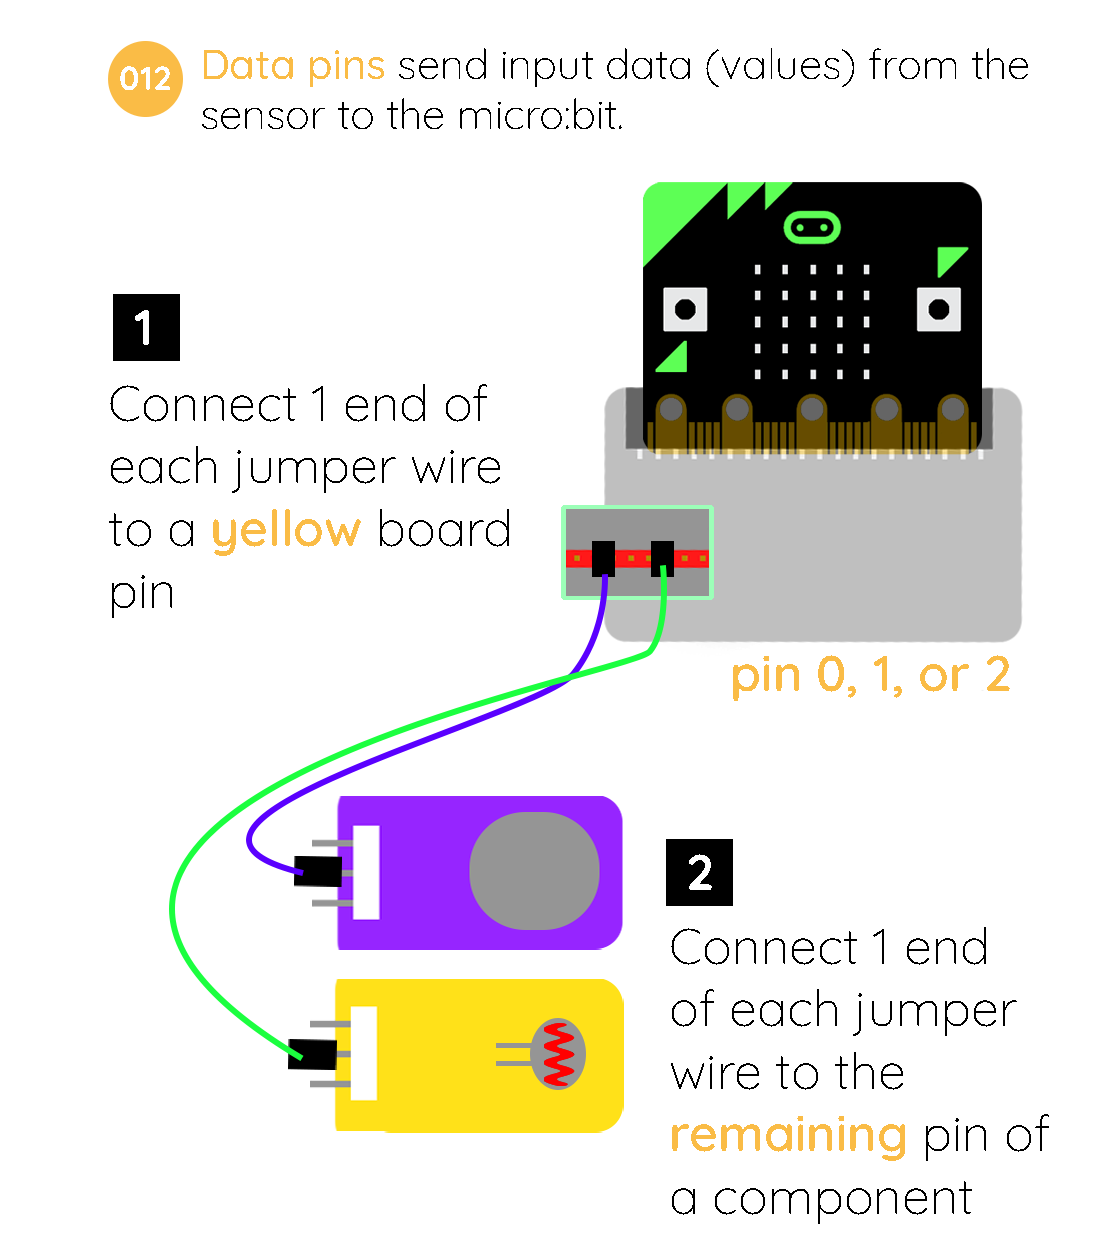 012
Data pins send input data (values) from the
sensor to the micro:bit.
1
Connect 1 end of
each jumper wire
to a yellow board
pin
pin 0, 1, or 2
2
Connect 1 end
of each jumper
wire to the
remaining pin of
a component